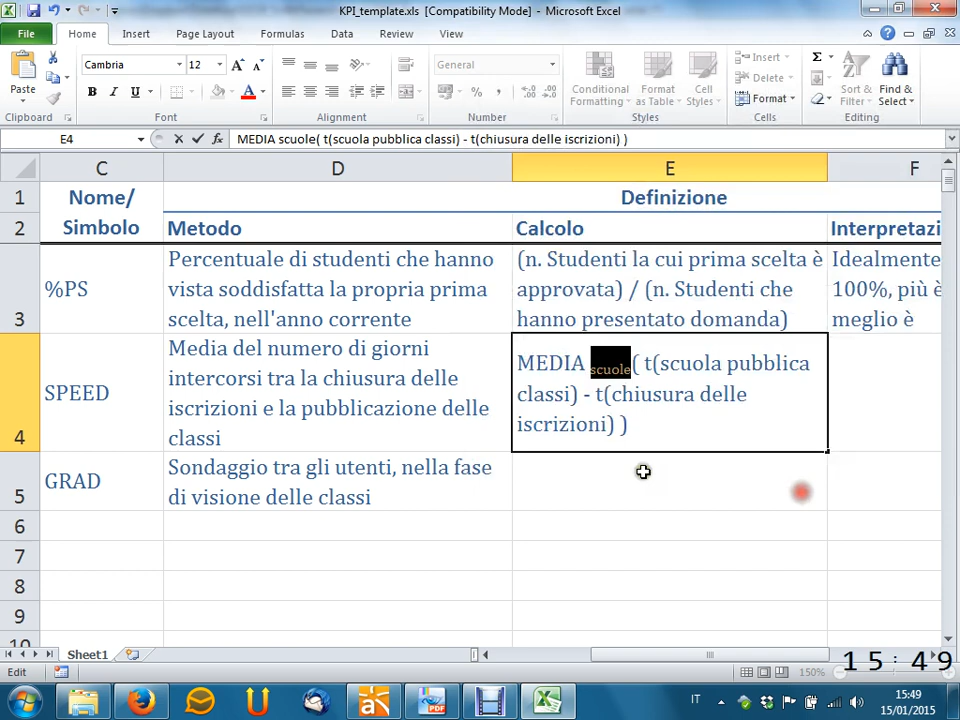 KPI_template.xls [Compatibility Mode] - Microsoft Excel
File Home Insert Page Layout Formulas Data Review View
Paste
Cambria 12
B I U
General
Conditional Formatting
Format as Table
Cell Styles
Insert
Delete
Format
Sort & Filter
Find & Select
Clipboard Font Alignment Number Styles Cells Editing
E4 MEDIA scuole( t(scuola pubblica classi) - t(chiusura delle iscrizioni) )
C D E F
1 Nome/ Definizione
2 Simbolo Metodo Calcolo Interpretazi
Percentuale di studenti che hanno (n. Studenti la cui prima scelta è Idealmente
%PS vista soddisfatta la propria prima approvata) / (n. Studenti che 100%, più è
3 scelta, nell'anno corrente hanno presentato domanda) meglio è
Media del numero di giorni MEDIA scuole( t(scuola pubblica
SPEED intercorsi tra la chiusura delle classi) - t(chiusura delle
iscrizioni e la pubblicazione delle iscrizioni) )
4 classi
GRAD Sondaggio tra gli utenti, nella fase
5 di visione delle classi
6
7
8
9
10
Sheet1
Edit 150%
15:49
IT 15:49
15/01/2015